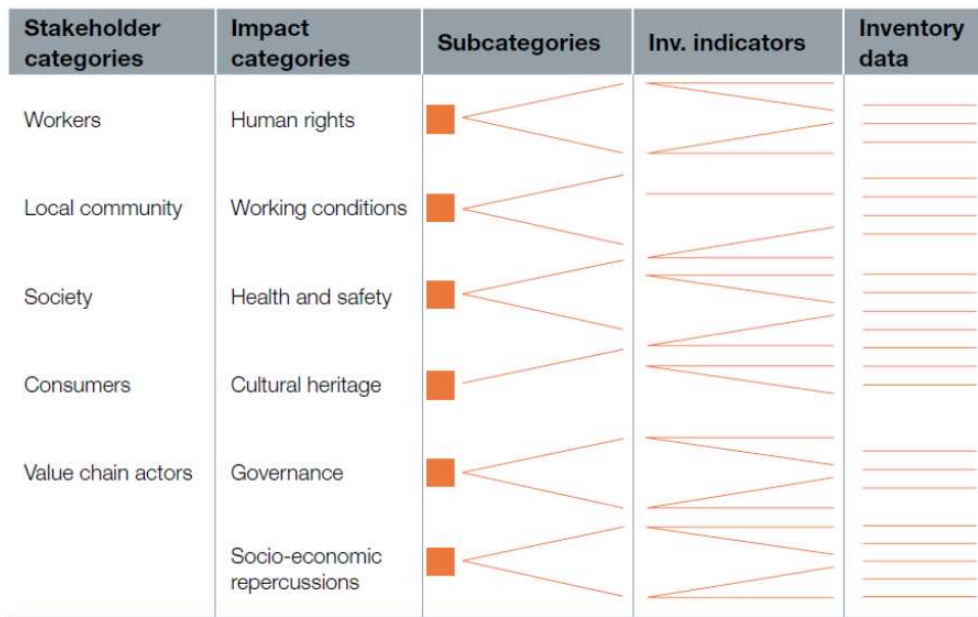 Stakeholder categories
Impact categories
Subcategories
Inv. indicators
Inventory data
Workers
Human rights
Local community
Working conditions
Society
Health and safety
Consumers
Cultural heritage
Value chain actors
Governance
Socio-economic repercussions